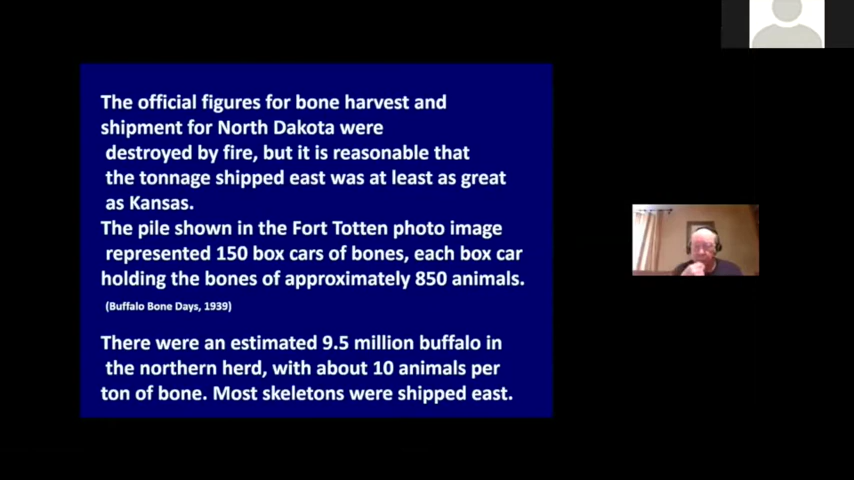 The official figures for bone harvest and
shipment for North Dakota were
destroyed by fire, but it is reasonable that
the tonnage shipped east was at least as great
as Kansas.
The pile shown in the Fort Totten photo image
represented 150 box cars of bones, each box car
holding the bones of approximately 850 animals.
(Buffalo Bone Days, 1939)
There were an estimated 9.5 million buffalo in
the northern herd, with about 10 animals per
ton of bone. Most skeletons were shipped east.